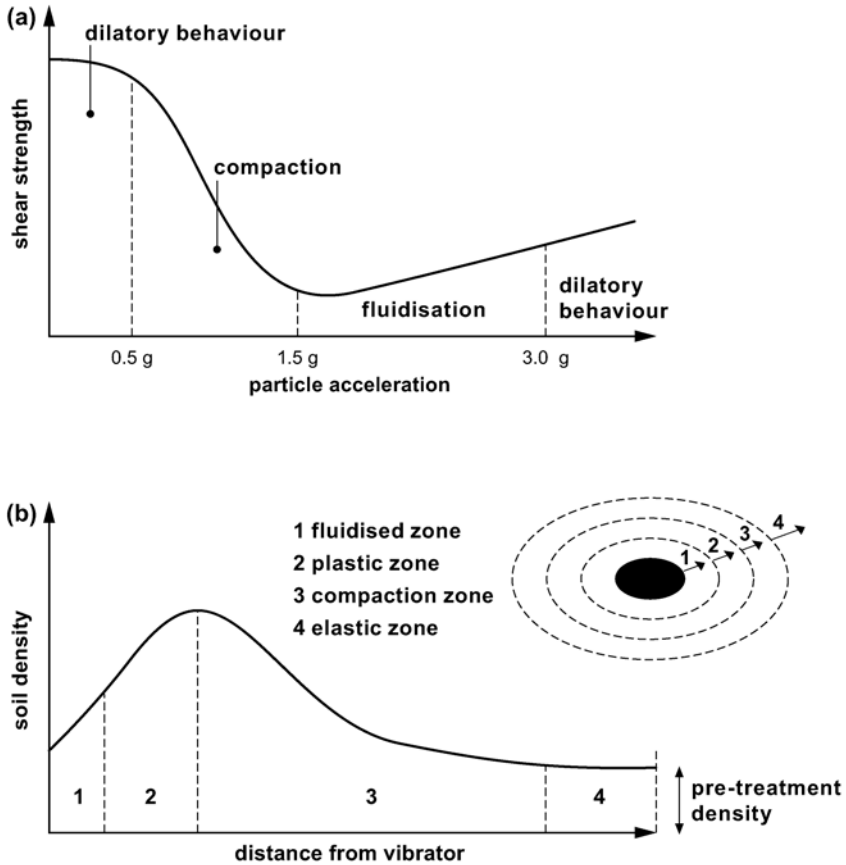 (a)
dilatory behaviour
compaction
shear strength
fluidisation
dilatory
behaviour
0.5 g
1.5 g
3.0 g
particle acceleration
(b)
1 fluidised zone
2 plastic zone
3 compaction zone
4 elastic zone
1
2
3
4
soil density
1
2
3
4
pre-treatment
density
distance from vibrator